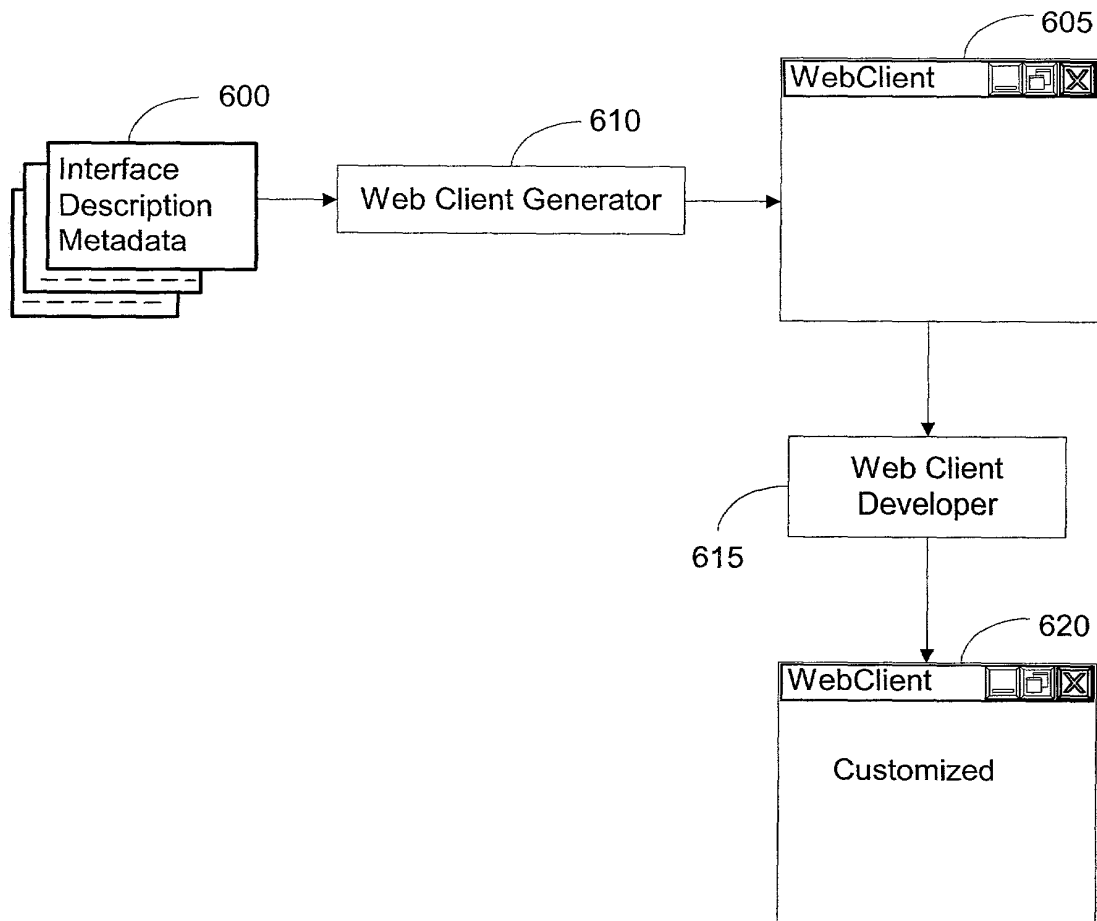 605
WebClient
600
610
Interface
Description
Metadata
Web Client Generator
Web Client
Developer
615
620
WebClient
Customized